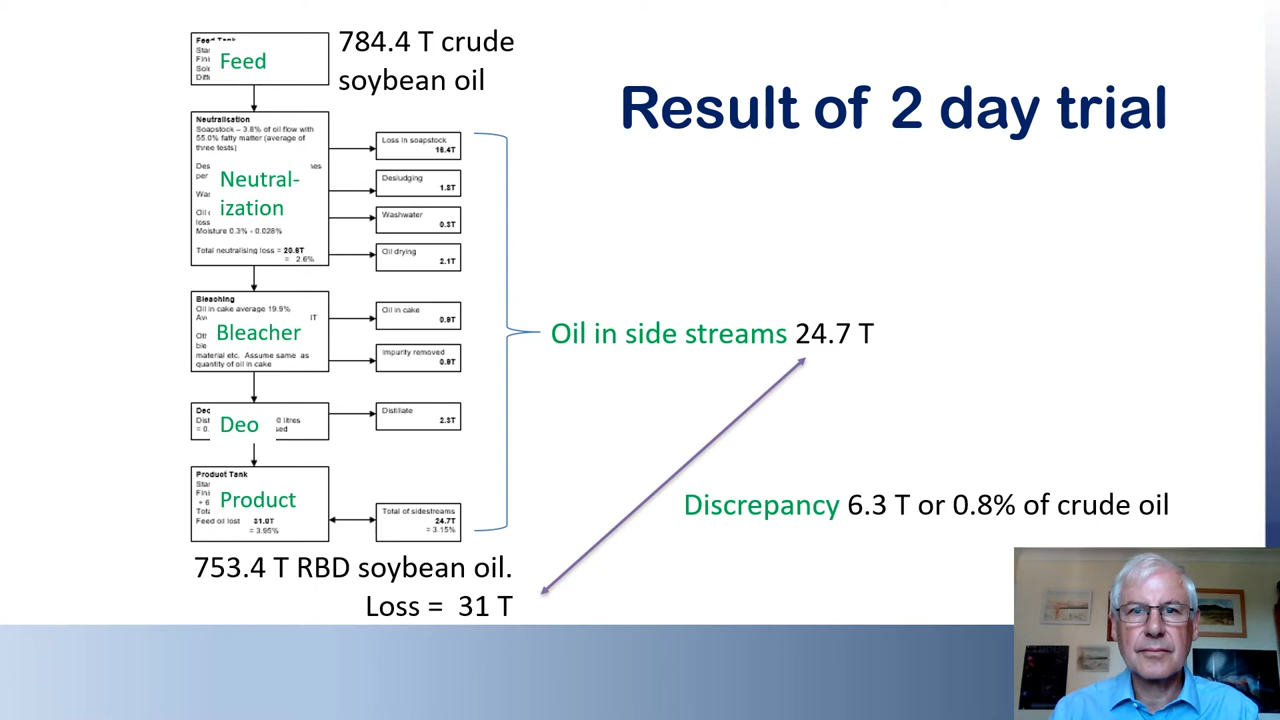 784.4 T crude
soybean oil
Result of 2 day trial
Feed Tank
Feed
Neutralisation
Soapstock – 3.8% of oil flow with
55.0% fatty matter (average of
three tests)
Neutral-
ization
Moisture 0.3% - 0.028%
Total neutralising loss = 20.6T
= 2.6%
Loss in soapstock
16.4T
Desludging
1.8T
Washwater
0.3T
Oil drying
2.1T
Bleaching
Oil in cake average 19.9%
Bleacher
material etc. Assume same as
quantity of oil in cake
Oil in cake
0.9T
Impurity removed
0.9T
Oil in side streams 24.7 T
Deo
Distillate
2.3T
Product Tank
Product
Feed oil lost 31.0T
= 3.95%
Total of sidestreams
24.7T
= 3.15%
Discrepancy 6.3 T or 0.8% of crude oil
753.4 T RBD soybean oil.
Loss = 31 T